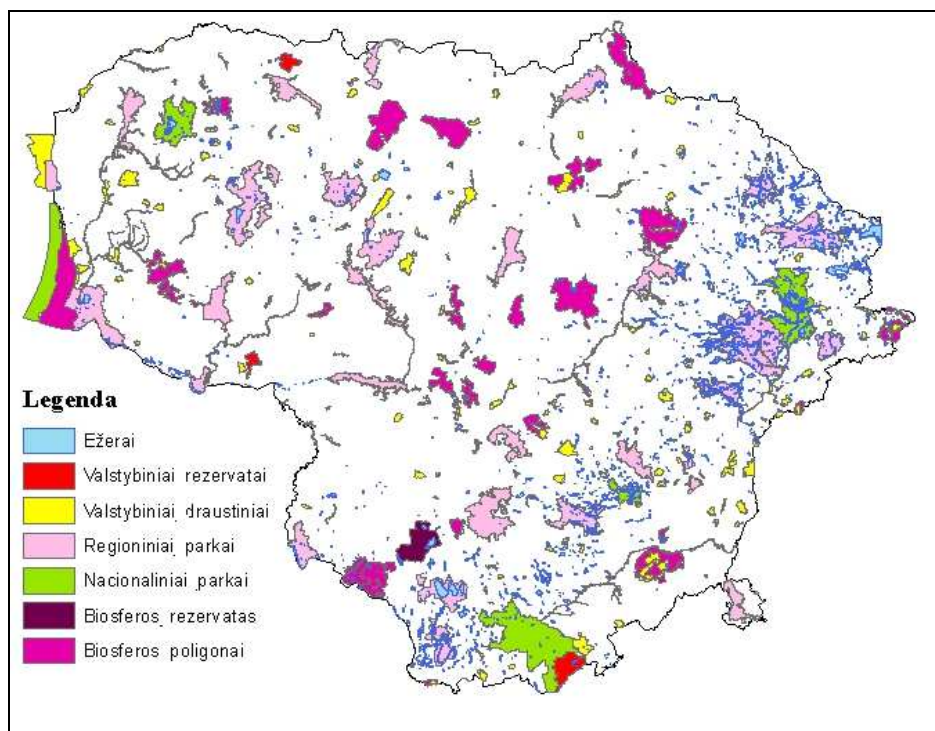 Legenda
Ežerai
Valstybiniai rezervatai
Valstybiniai draustiniai
Regioniniai parkai
Nacionaliniai parkai
Biosferos rezervatas
Biosferos poligonai